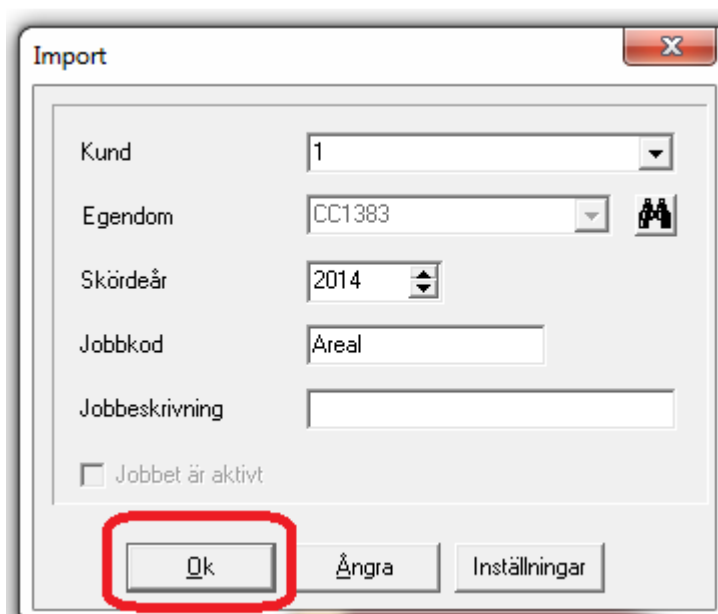 Import
Kund 1
Egendom CC1383
Skördeår 2014
Jobbkod Areal
Jobbeskrivning
Jobbet är aktivt
Ok Ångra Inställningar